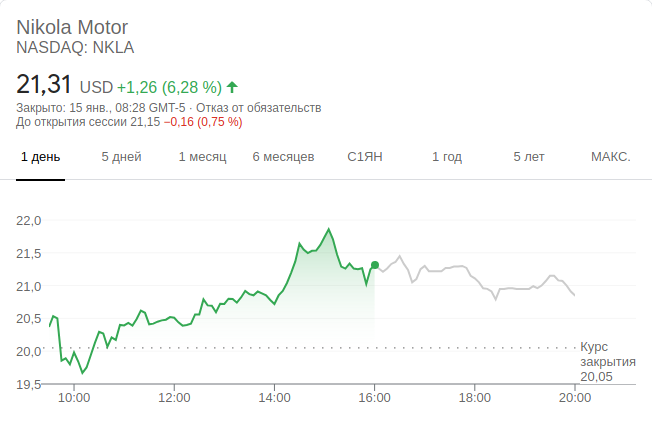 Nikola Motor
NASDAQ: NKLA
21,31 USD +1,26 (6,28 %)
Закрыто: 15 янв., 08:28 GMT-5 · Отказ от обязательств
До открытия сессии 21,15 −0,16 (0,75 %)
1 день 5 дней 1 месяц 6 месяцев С1ЯН 1 год 5 лет МАКС.
22,0
21,5
21,0
20,5
20,0
19,5
Курс
закрытия
20,05
10:00 12:00 14:00 16:00 18:00 20:00